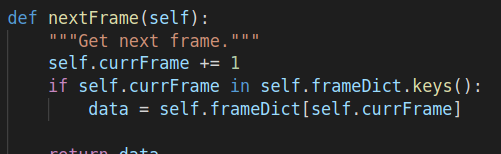 def nextFrame(self):
    """Get next frame."""
    self.currFrame += 1
    if self.currFrame in self.frameDict.keys():
        data = self.frameDict[self.currFrame]
    return data